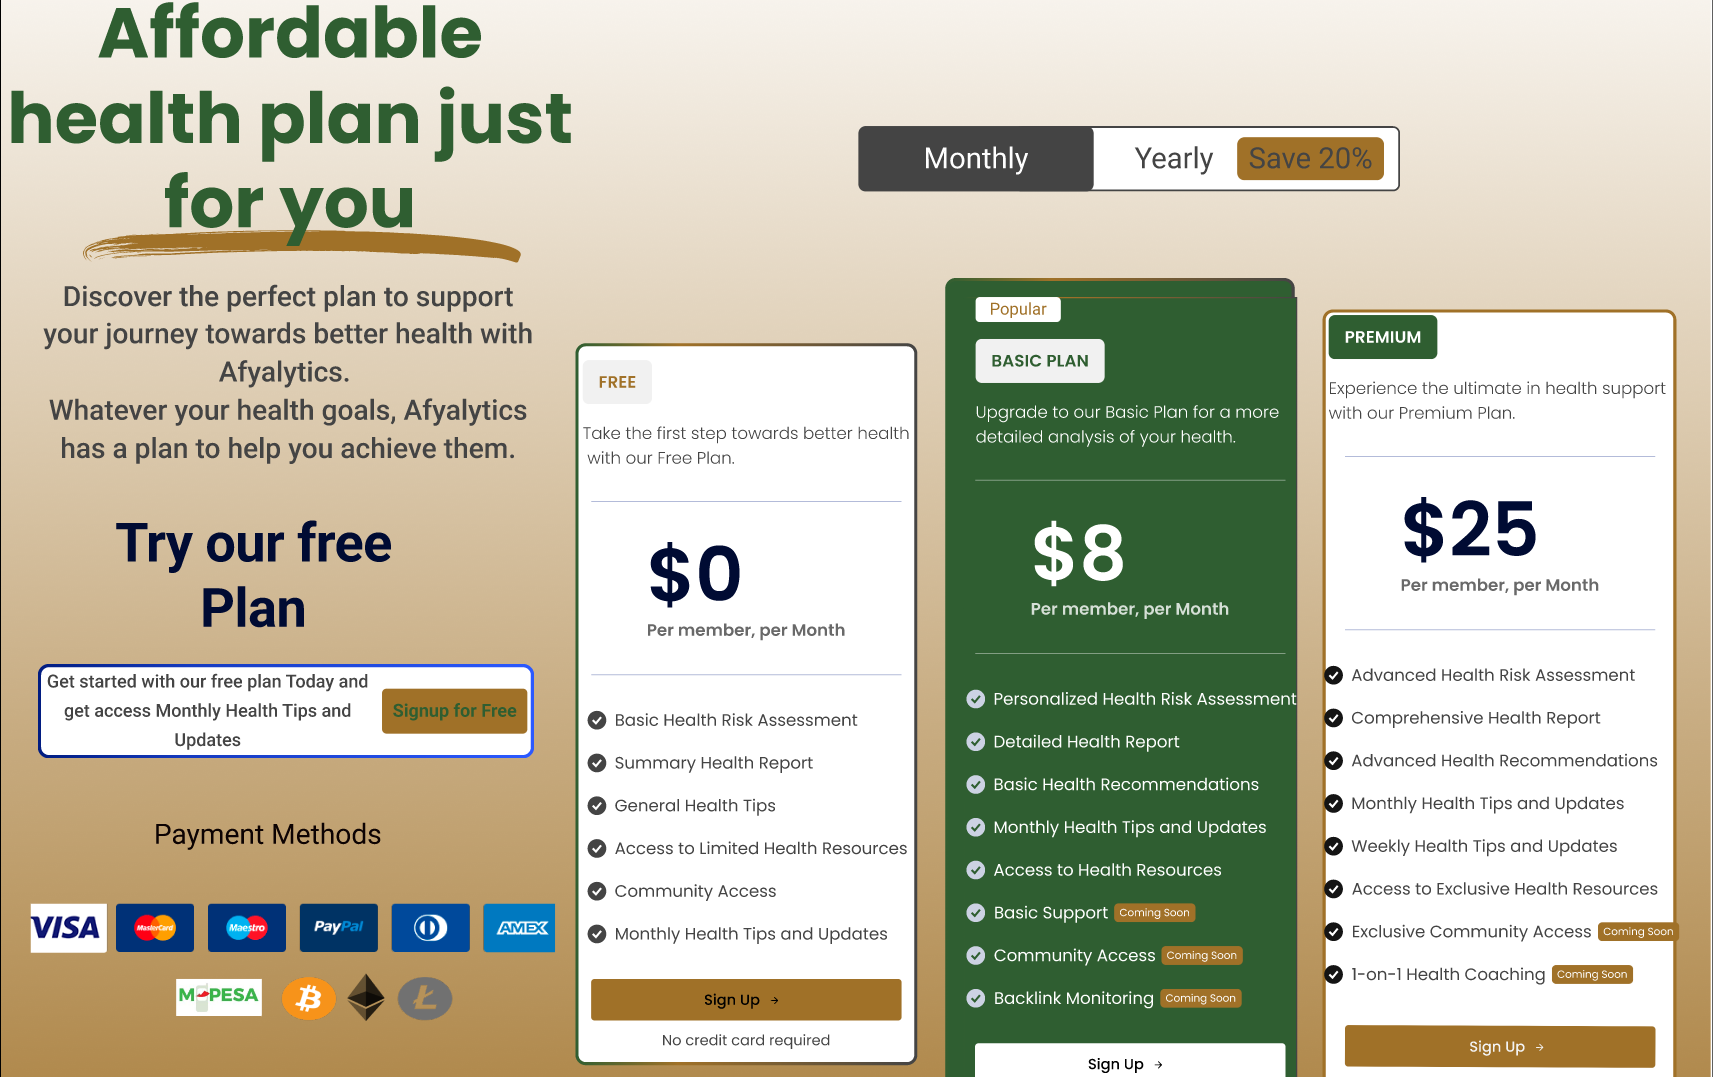 Affordable
health plan just
for you
Discover the perfect plan to support
your journey towards better health with
Afyalytics.
Whatever your health goals, Afyalytics
has a plan to help you achieve them.
Try our free
Plan
Get started with our free plan Today and
get access Monthly Health Tips and
Updates
Signup for Free
Payment Methods
VISA
MasterCard
Maestro
PayPal
AMEX
M-PESA
Monthly
Yearly
Save 20%
FREE
Take the first step towards better health
with our Free Plan.
$0
Per member, per Month
Basic Health Risk Assessment
Summary Health Report
General Health Tips
Access to Limited Health Resources
Community Access
Monthly Health Tips and Updates
Sign Up →
No credit card required
Popular
BASIC PLAN
Upgrade to our Basic Plan for a more
detailed analysis of your health.
$8
Per member, per Month
Personalized Health Risk Assessment
Detailed Health Report
Basic Health Recommendations
Monthly Health Tips and Updates
Access to Health Resources
Basic Support Coming Soon
Community Access Coming Soon
Backlink Monitoring Coming Soon
Sign Up →
PREMIUM
Experience the ultimate in health support
with our Premium Plan.
$25
Per member, per Month
Advanced Health Risk Assessment
Comprehensive Health Report
Advanced Health Recommendations
Monthly Health Tips and Updates
Weekly Health Tips and Updates
Access to Exclusive Health Resources
Exclusive Community Access Coming Soon
1-on-1 Health Coaching Coming Soon
Sign Up →